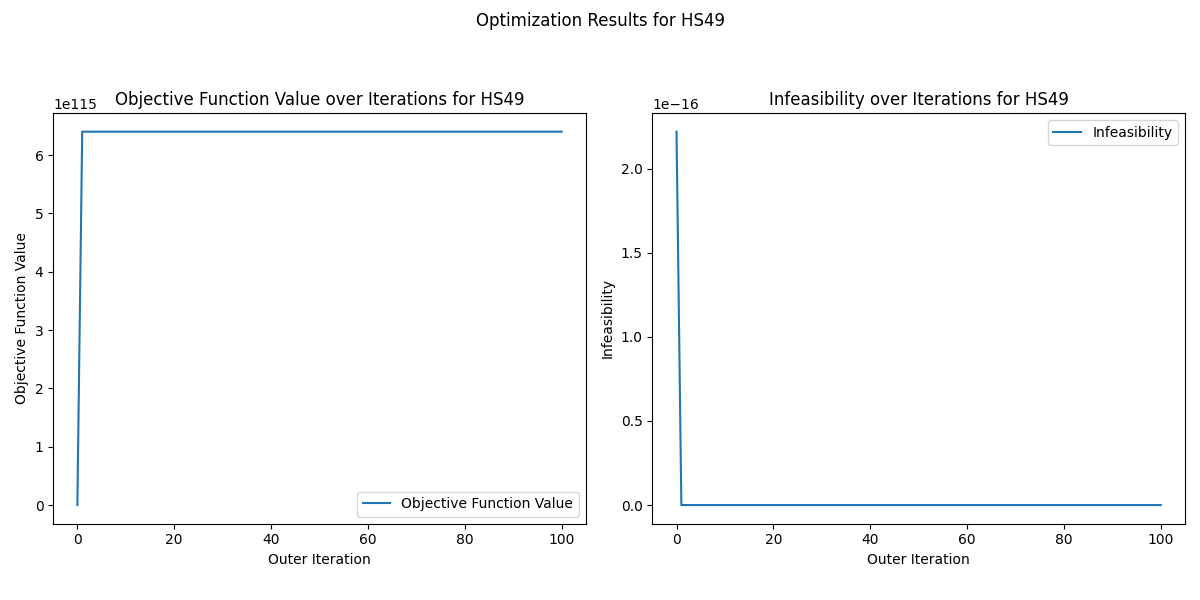 Optimization Results for HS49
Objective Function Value over Iterations for HS49
1e115
6
5
4
3
2
1
0
Objective Function Value
Objective Function Value
0 20 40 60 80 100
Outer Iteration
Infeasibility over Iterations for HS49
1e−16
Infeasibility
2.0
1.5
1.0
0.5
0.0
Infeasibility
0 20 40 60 80 100
Outer Iteration